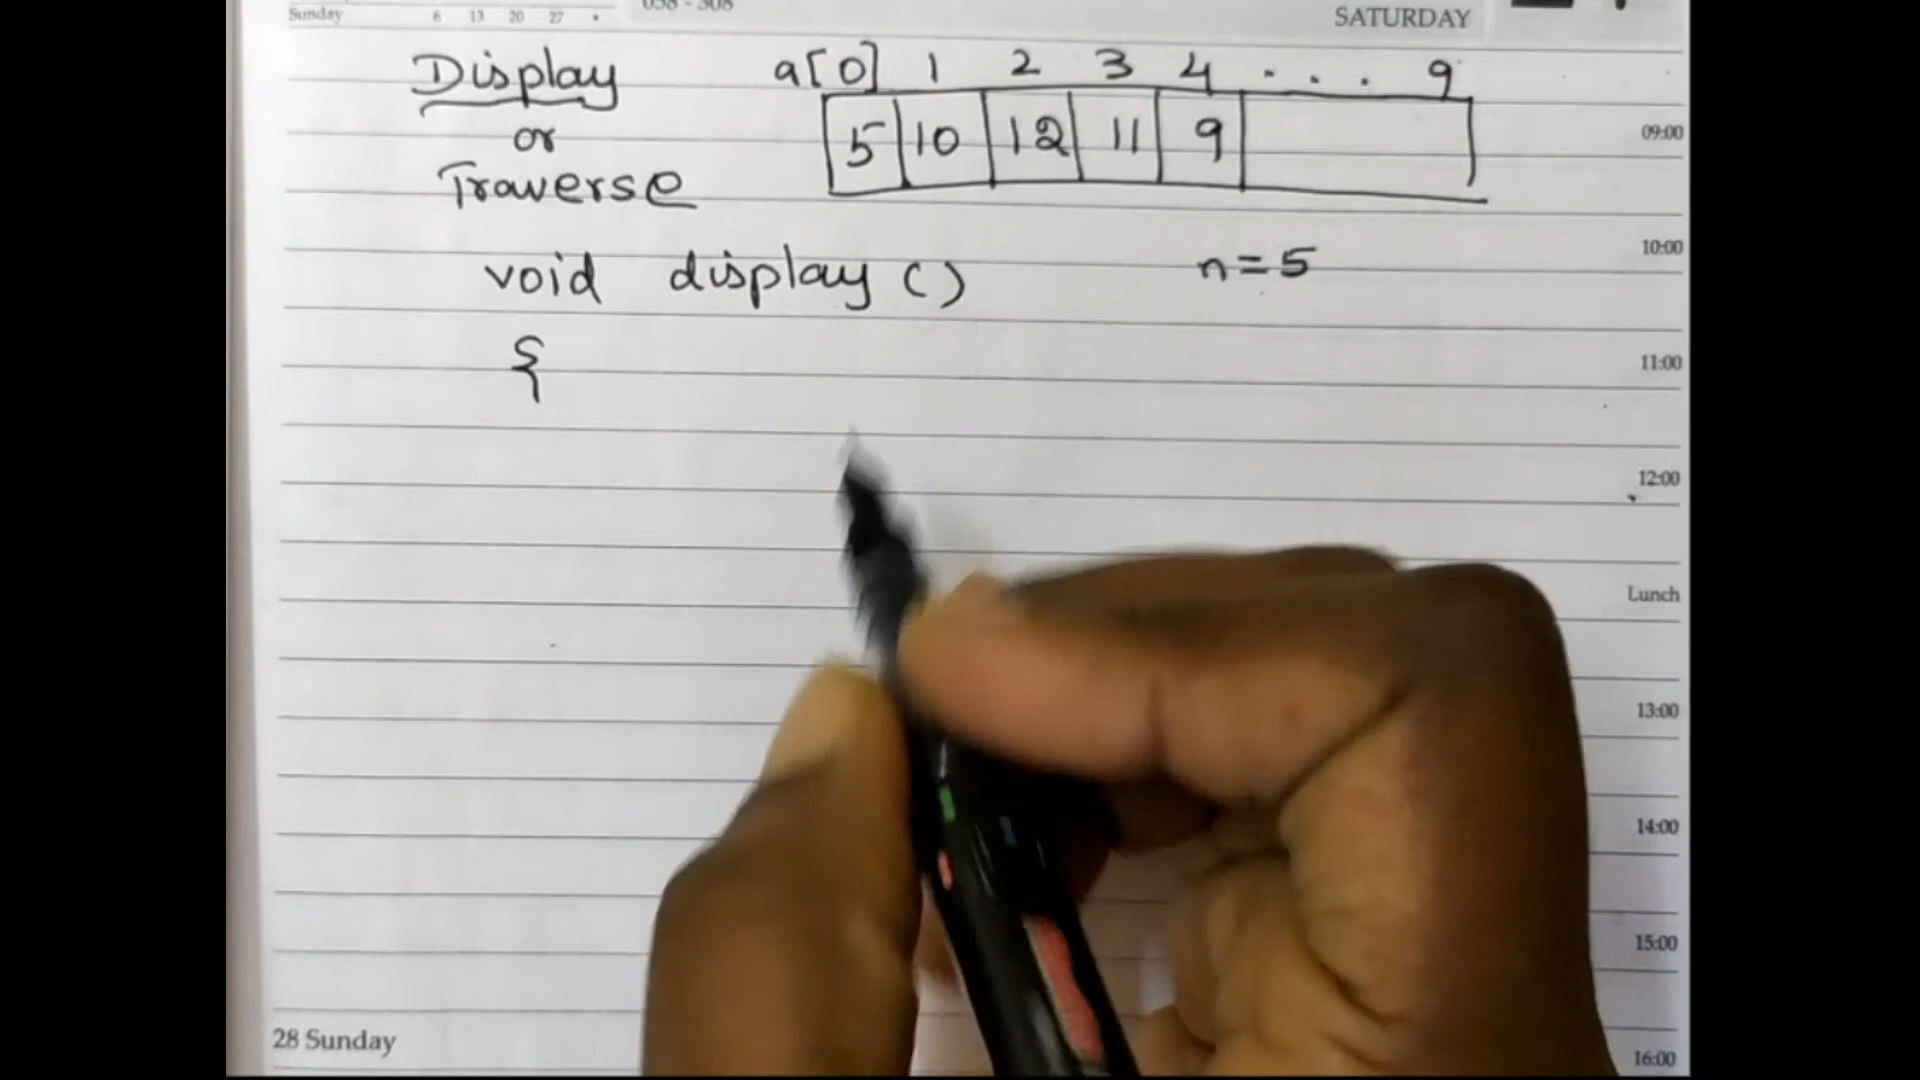 Sunday 6 13 20 27
058 - 308
SATURDAY
Display a[0] 1 2 3 4 . . . 9
or 5 10 12 11 9
Traverse
09:00
void display ( ) n = 5
10:00
{
11:00
12:00
Lunch
13:00
14:00
15:00
28 Sunday
16:00